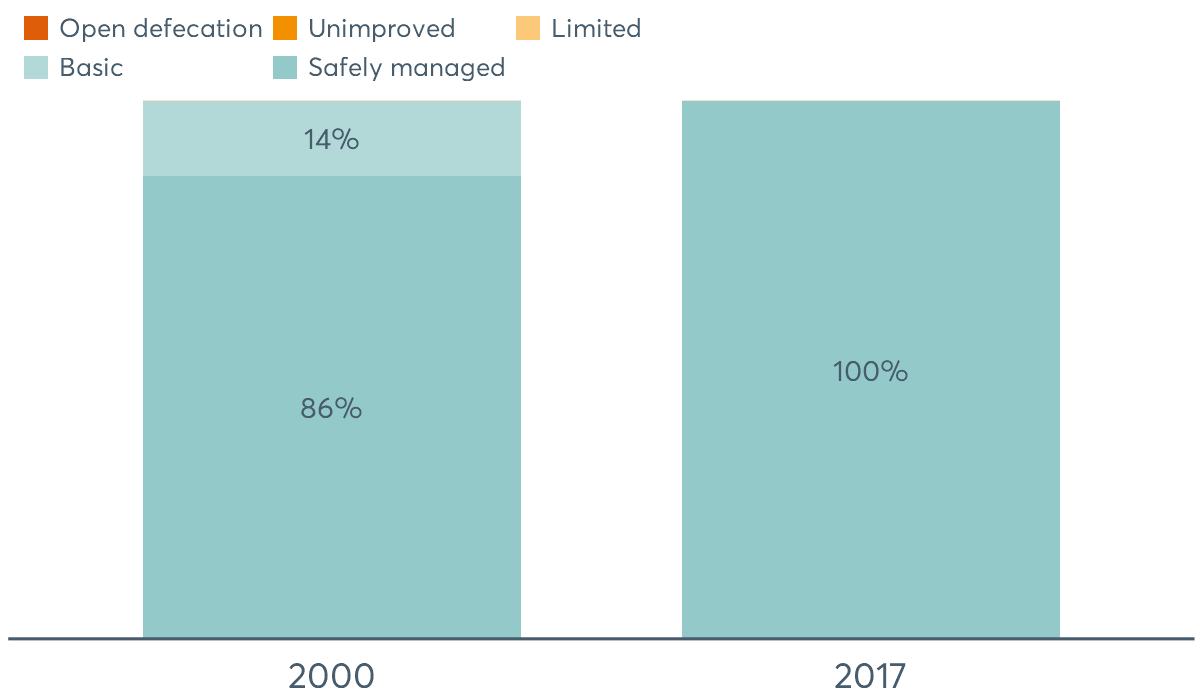 Open defecation Unimproved Limited
Basic Safely managed
14%
86%
100%
2000 2017